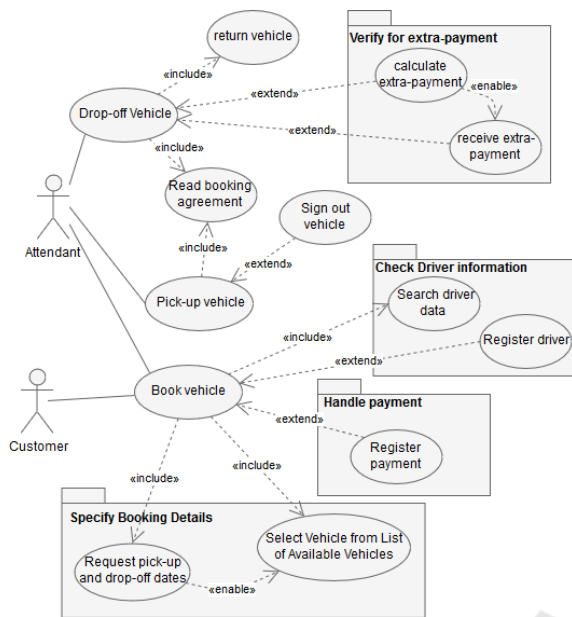 return vehicle
Verify for extra-payment
«include»
calculate
extra-payment
«enable»
«extend»
Drop-off Vehicle
«extend»
receive extra-
payment
«include»
Read booking
agreement
Sign out
vehicle
Attendant
«include»
«extend»
Check Driver information
Pick-up vehicle
Search driver
data
«include»
Register driver
«extend»
Book vehicle
Handle payment
«extend»
Customer
Register
payment
«include»
«include»
Specify Booking Details
Select Vehicle from List
of Available Vehicles
Request pick-up
and drop-off dates
«enable»